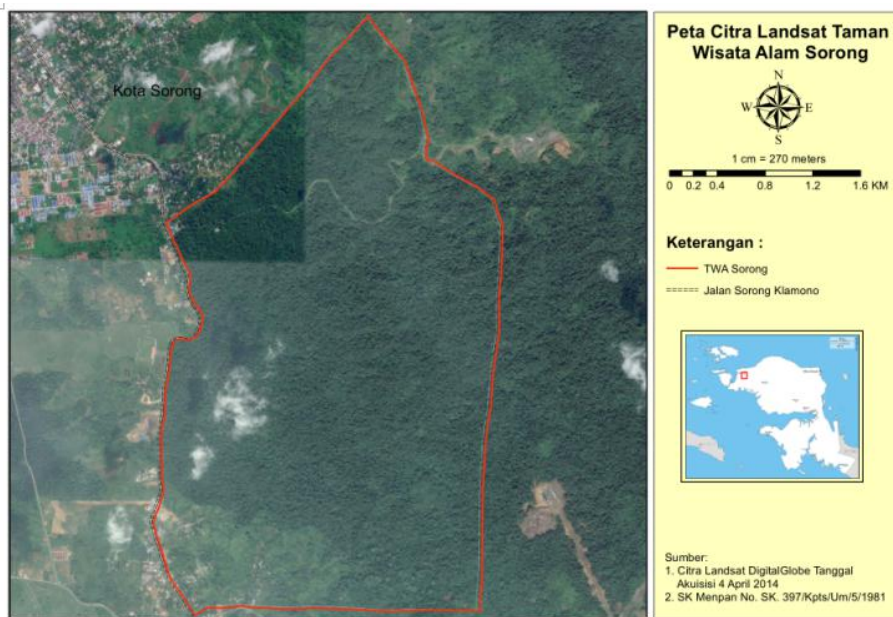 Kota Sorong
Peta Citra Landsat Taman
Wisata Alam Sorong
N
W E
S
1 cm = 270 meters
0 0.2 0.4 0.8 1.2 1.6 KM
Keterangan :
TWA Sorong
Jalan Sorong Klamono
Sumber:
1. Citra Landsat DigitalGlobe Tanggal
Akuisisi 4 April 2014
2. SK Menpan No. SK. 397/Kpts/Um/5/1981